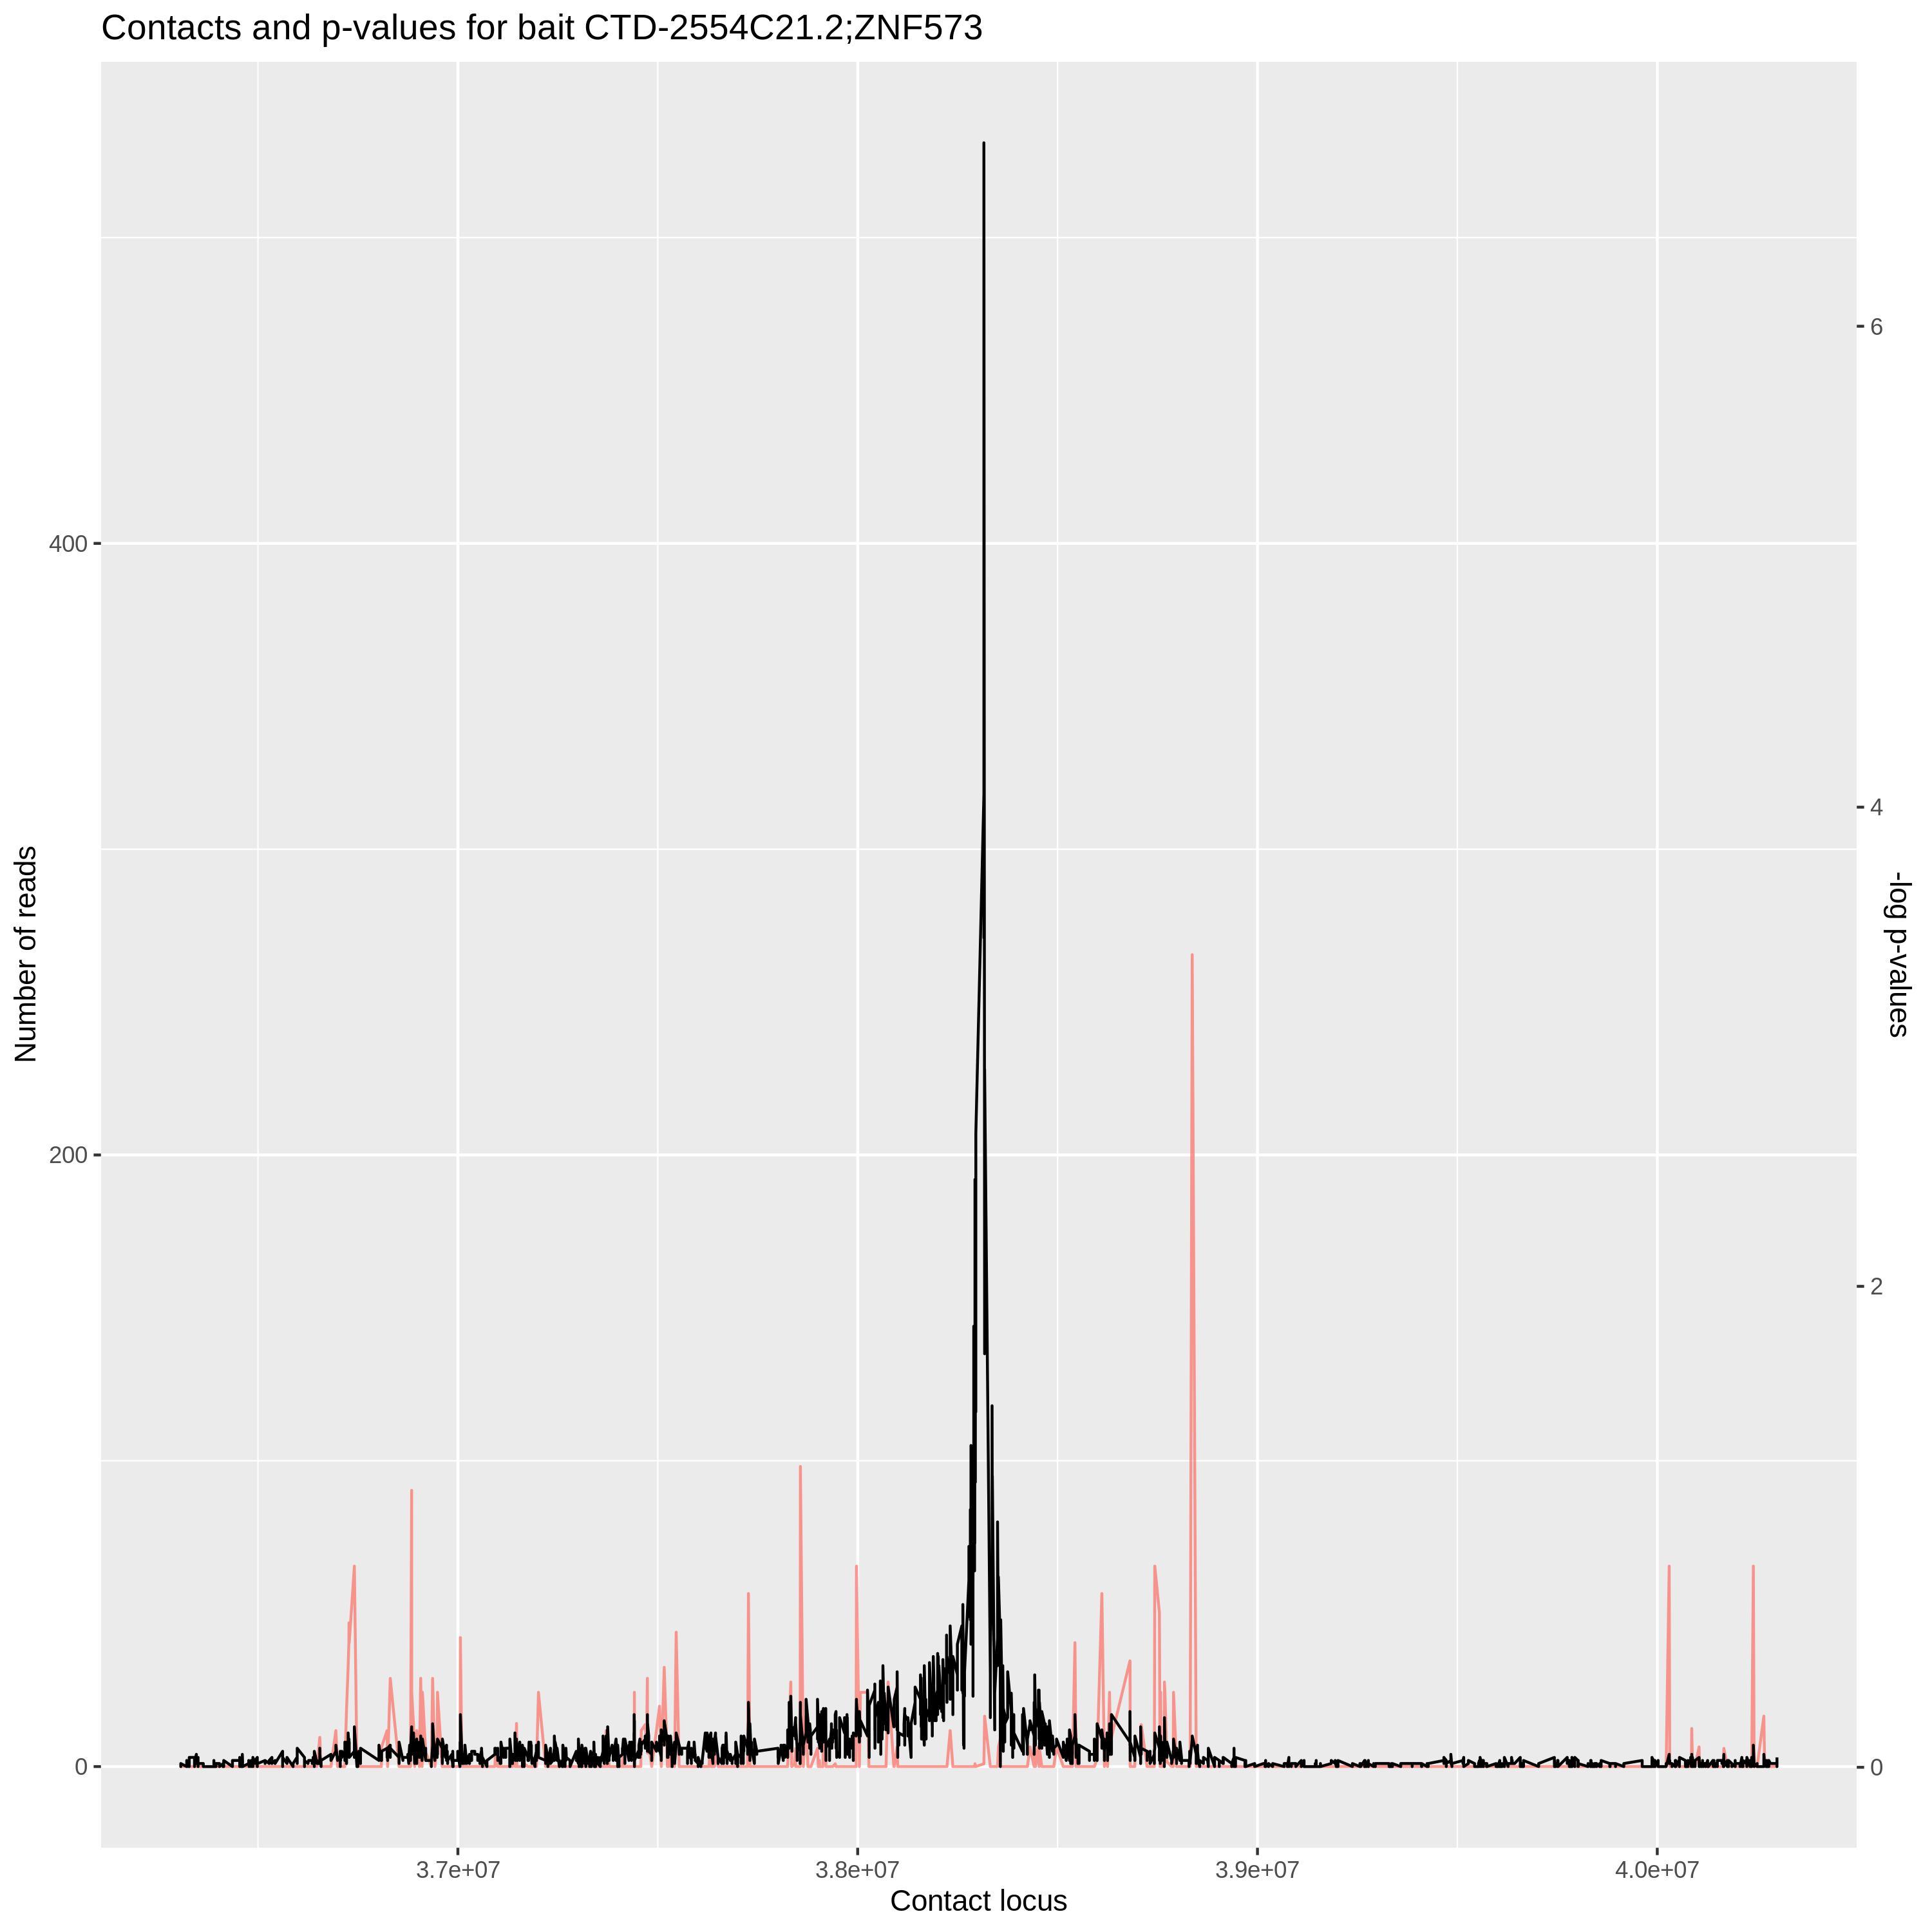 Contacts and p-values for bait CTD-2554C21.2;ZNF573
Number of reads
400
200
0
6
4
2
0
-log p-values
3.7e+07
3.8e+07
3.9e+07
4.0e+07
Contact locus